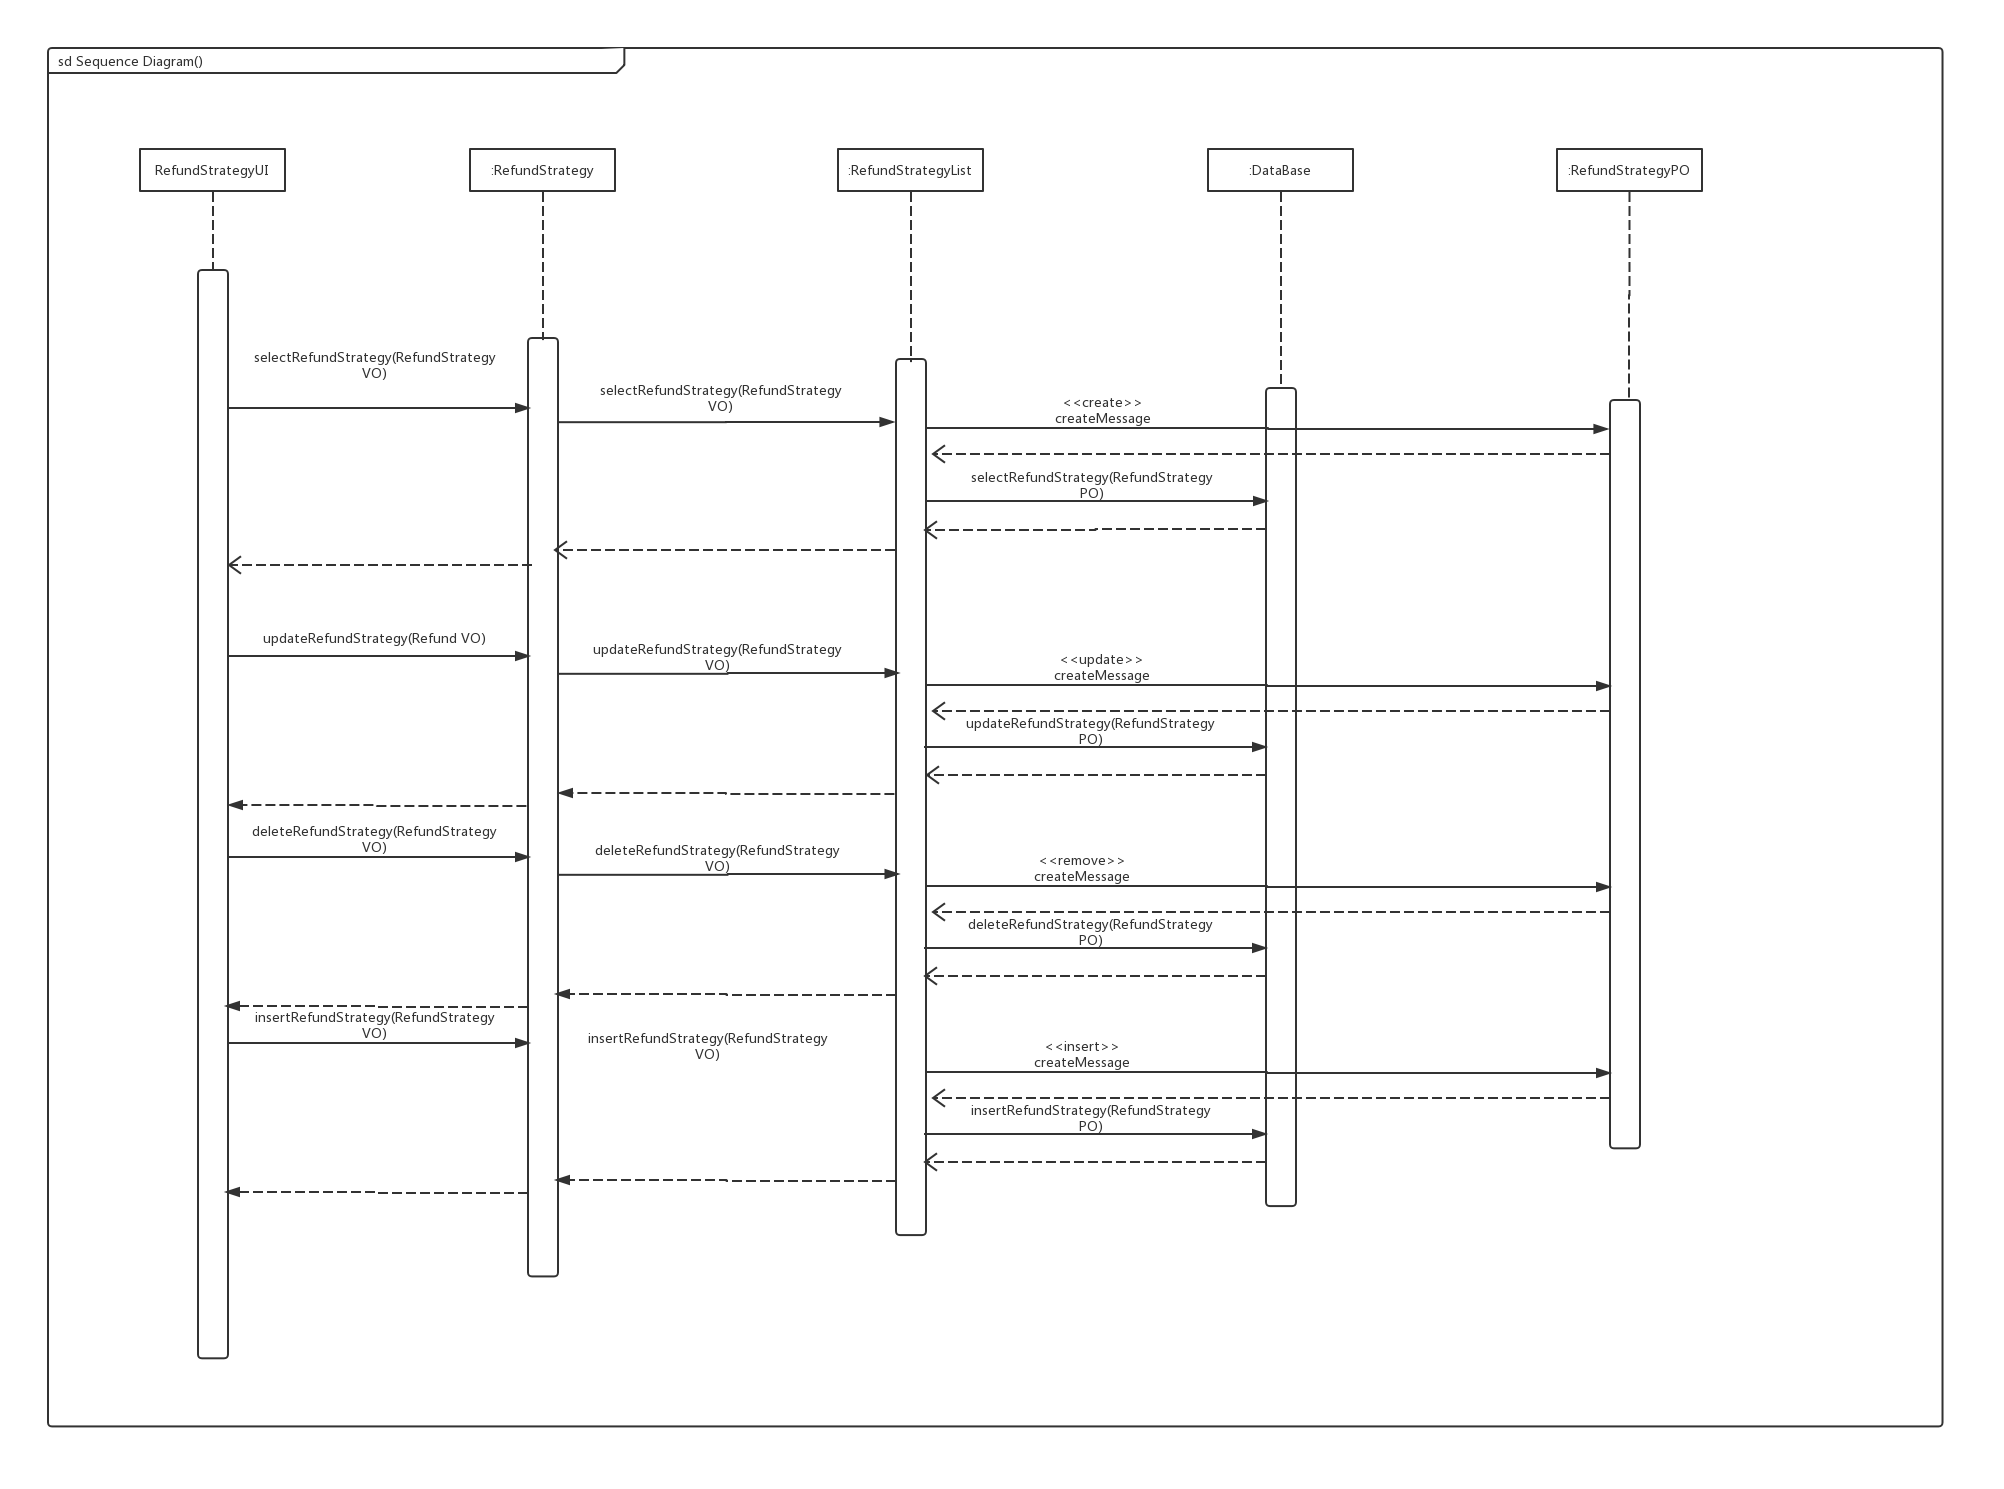 sd Sequence Diagram()
RefundStrategyUI
:RefundStrategy
:RefundStrategyList
:DataBase
:RefundStrategyPO
selectRefundStrategy(RefundStrategy
VO)
selectRefundStrategy(RefundStrategy
VO)
<<create>>
createMessage
selectRefundStrategy(RefundStrategy
PO)
updateRefundStrategy(Refund VO)
updateRefundStrategy(RefundStrategy
VO)
<<update>>
createMessage
updateRefundStrategy(RefundStrategy
PO)
deleteRefundStrategy(RefundStrategy
VO)
deleteRefundStrategy(RefundStrategy
VO)
<<remove>>
createMessage
deleteRefundStrategy(RefundStrategy
PO)
insertRefundStrategy(RefundStrategy
VO)
insertRefundStrategy(RefundStrategy
VO)
<<insert>>
createMessage
insertRefundStrategy(RefundStrategy
PO)